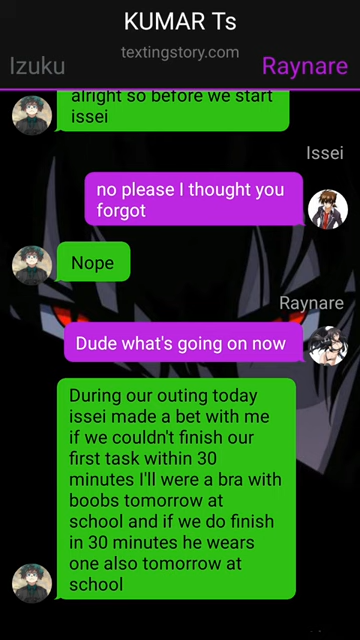 KUMAR Ts
textingstory.com
Izuku
Raynare
alright so before we start
issei
Issei
no please I thought you
forgot
Nope
Raynare
Dude what's going on now
During our outing today
issei made a bet with me
if we couldn't finish our
first task within 30
minutes I'll were a bra with
boobs tomorrow at
school and if we do finish
in 30 minutes he wears
one also tomorrow at
school